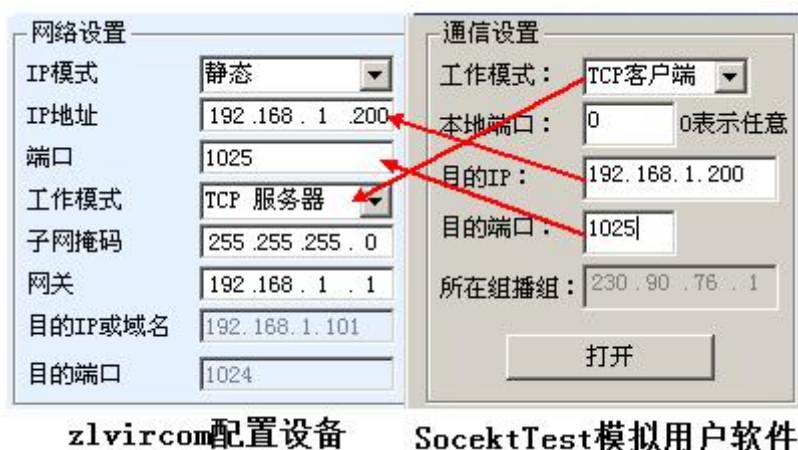 网络设置
IP模式 静态
IP地址 192 .168 . 1 .200
端口 1025
工作模式 TCP 服务器
子网掩码 255 .255 .255 . 0
网关 192 .168 . 1 . 1
目的IP或域名 192.168.1.101
目的端口 1024
zlvircom配置设备
通信设置
工作模式： TCP客户端
本地端口： 0 0表示任意
目的IP： 192.168.1.200
目的端口： 1025
所在组播组： 230 .90 .76 . 1
打开
SocektTest模拟用户软件